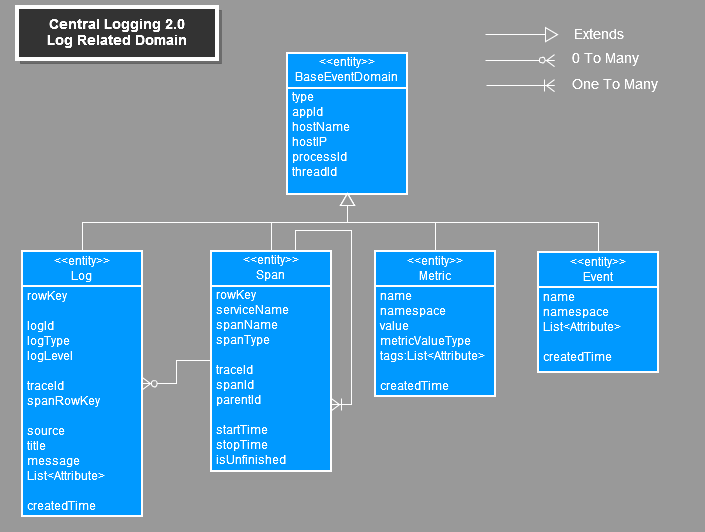 Central Logging 2.0
Log Related Domain
Extends
0 To Many
One To Many
<<entity>>
BaseEventDomain
type
appId
hostName
hostIP
processId
threadId
<<entity>>
Log
rowKey
logId
logType
logLevel
traceId
spanRowKey
source
title
message
List<Attribute>
createdTime
<<entity>>
Span
rowKey
serviceName
spanName
spanType
traceId
spanId
parentId
startTime
stopTime
isUnfinished
<<entity>>
Metric
name
namespace
value
metricValueType
tags:List<Attribute>
createdTime
<<entity>>
Event
name
namespace
List<Attribute>
createdTime